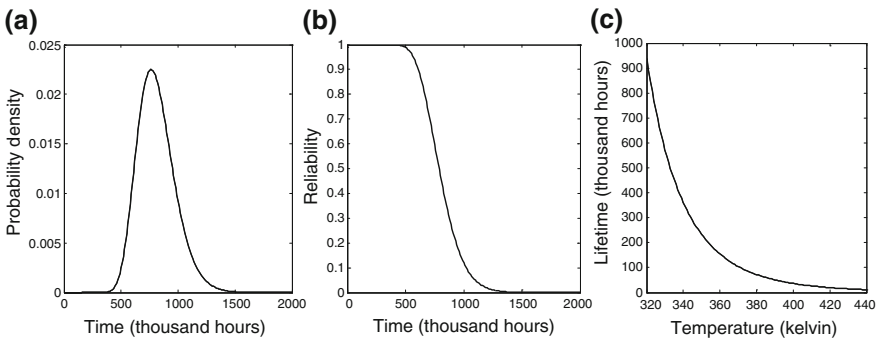 (a)
0.025
0.02
0.015
0.01
0.005
0
Probability density
0 500 1000 1500 2000
Time (thousand hours)
(b)
1
0.9
0.8
0.7
0.6
0.5
0.4
0.3
0.2
0.1
0
Reliability
0 500 1000 1500 2000
Time (thousand hours)
(c)
1000
900
800
700
600
500
400
300
200
100
0
Lifetime (thousand hours)
320 340 360 380 400 420 440
Temperature (kelvin)